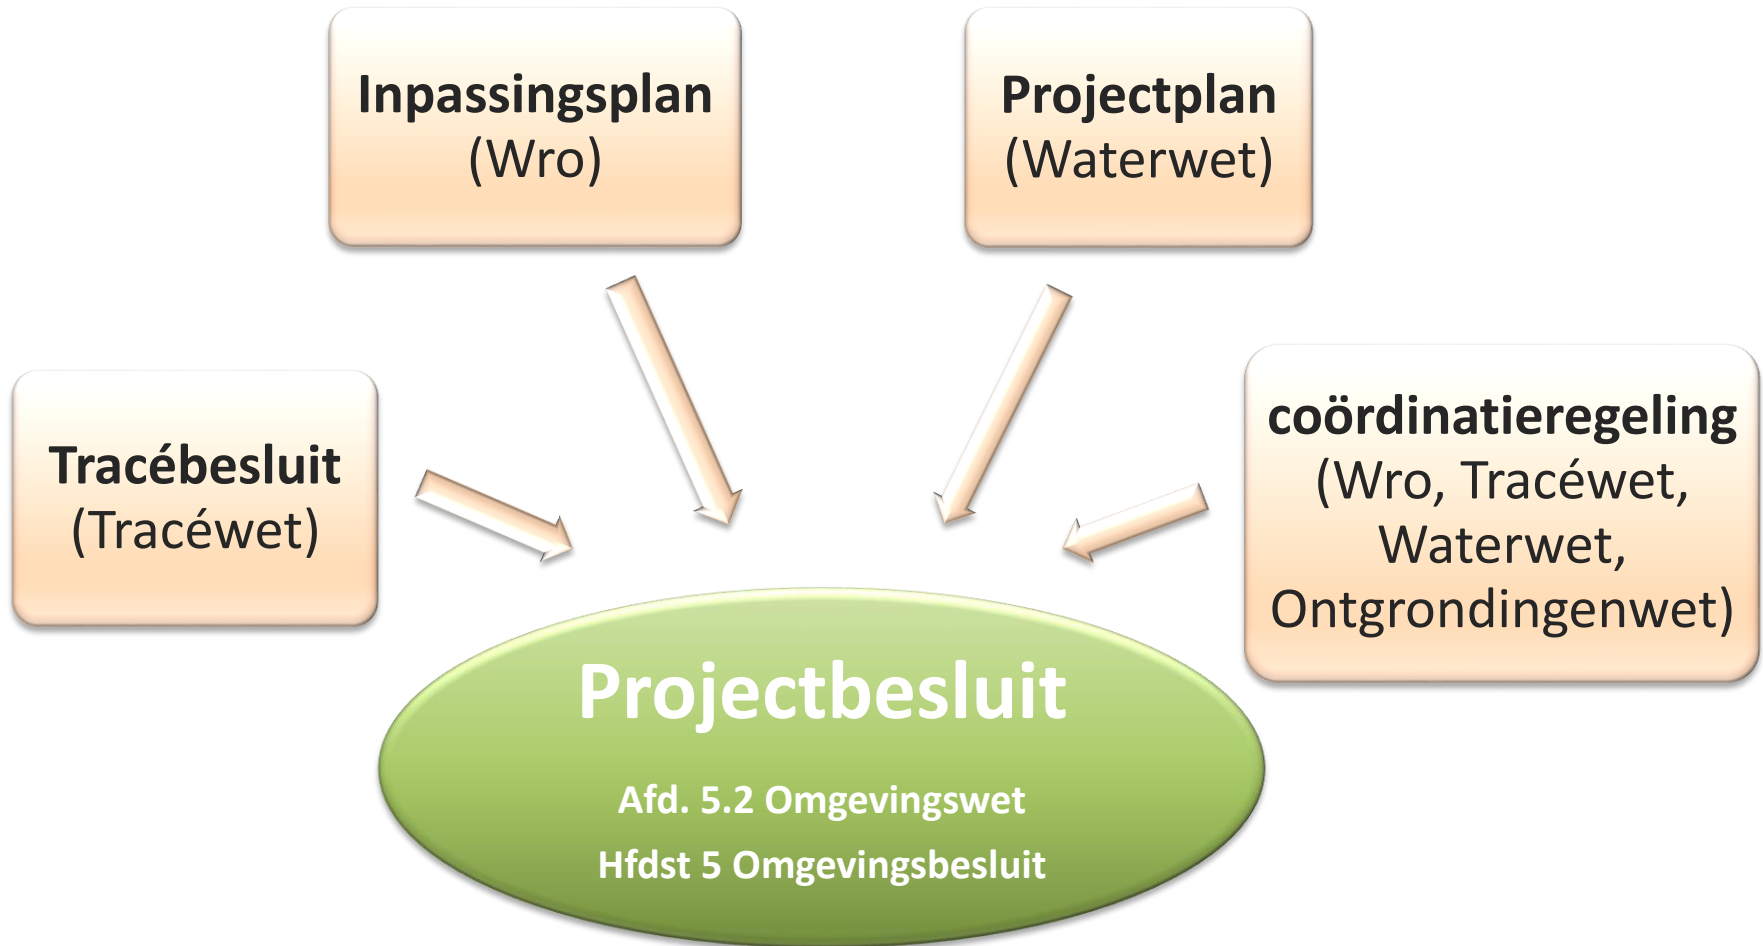 Inpassingsplan
(Wro)
Projectplan
(Waterwet)
Tracébesluit
(Tracéwet)
coördinatieregeling
(Wro, Tracéwet,
Waterwet,
Ontgrondingenwet)
Projectbesluit
Afd. 5.2 Omgevingswet
Hfdst 5 Omgevingsbesluit